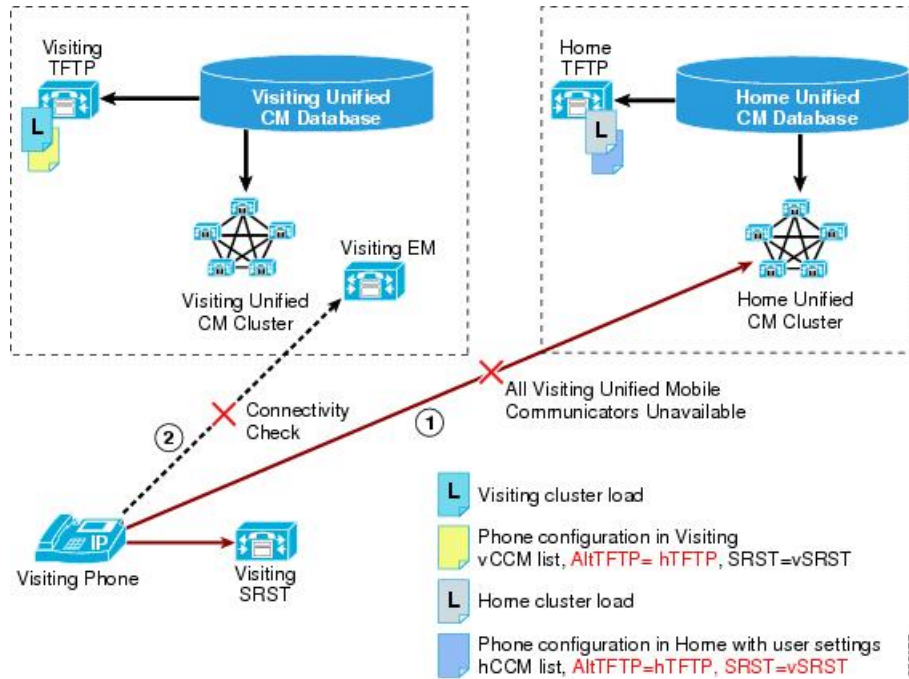 Visiting
TFTP
L
Visiting Unified
CM Database
Visiting Unified
CM Cluster
Visiting EM
Home
TFTP
L
Home Unified
CM Database
Home Unified
CM Cluster
Connectivity
Check
2
1
All Visiting Unified Mobile
Communicators Unavailable
IP
Visiting Phone
Visiting
SRST
L Visiting cluster load
Phone configuration in Visiting
vCCM list, AltTFTP= hTFTP, SRST=vSRST
L Home cluster load
Phone configuration in Home with user settings
hCCM list, AltTFTP=hTFTP, SRST=vSRST